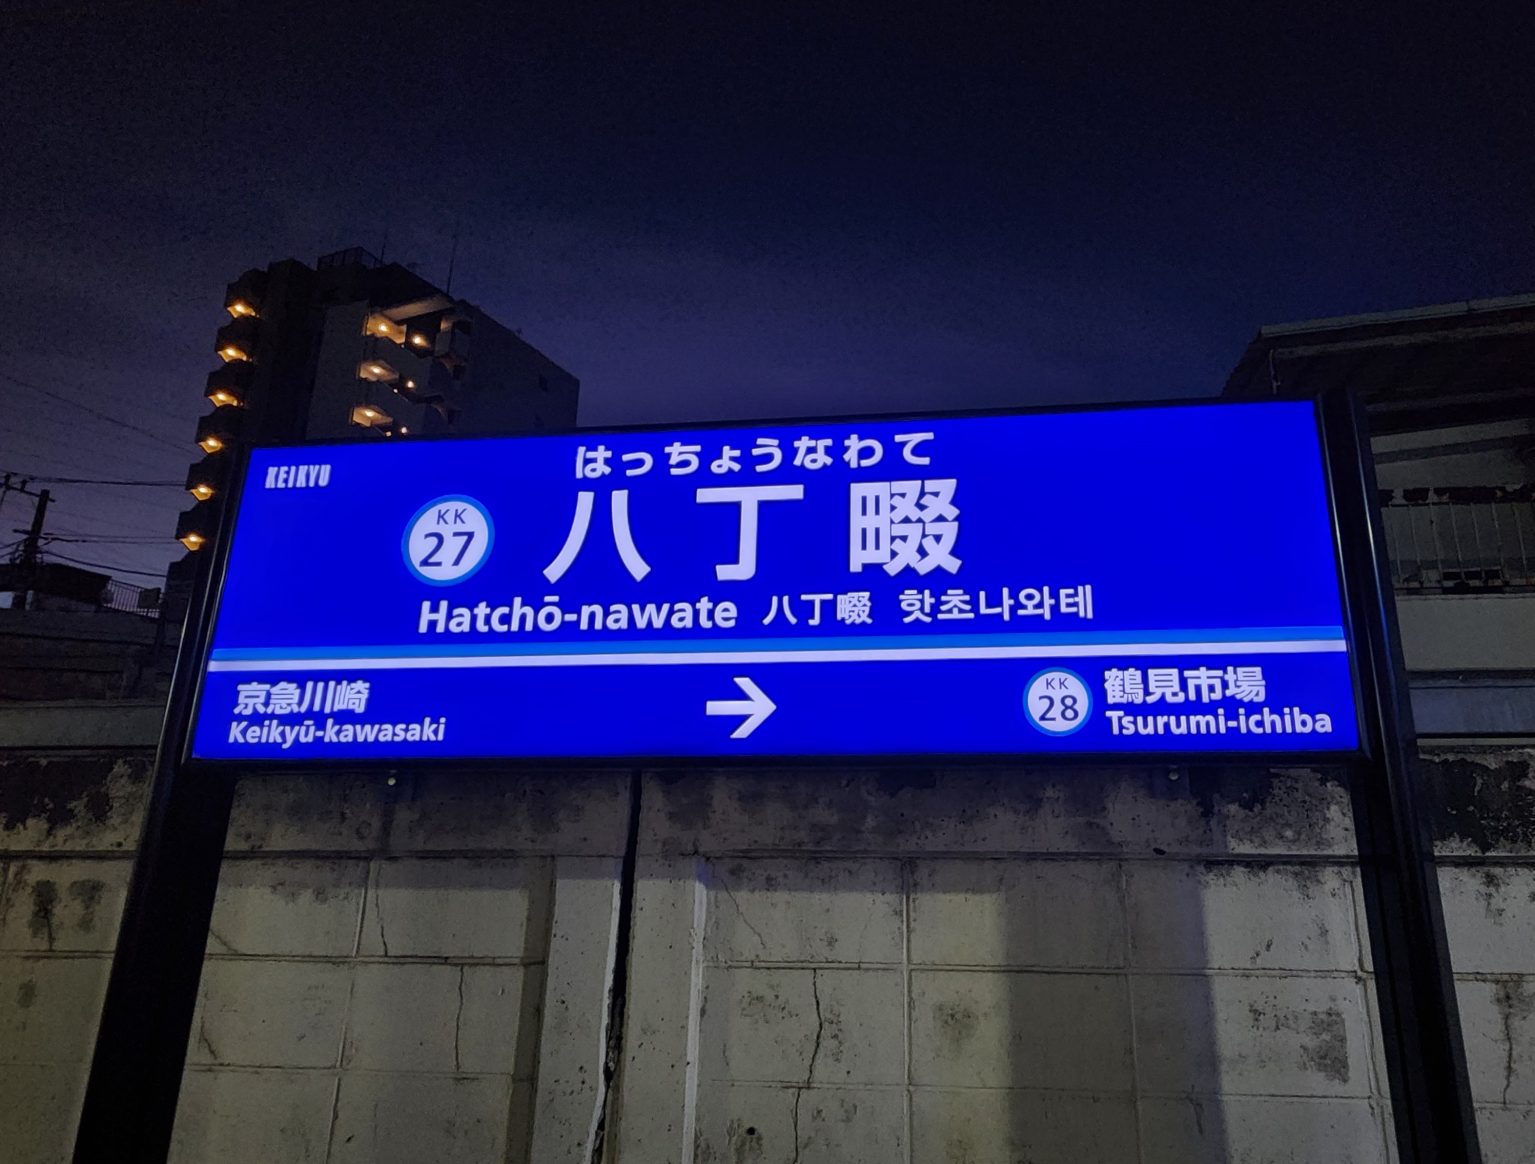 KEIKYU
はっちょうなわて
KK
27
八丁畷
Hatchō-nawate 八丁畷 핫초나와테
京急川崎
Keikyū-kawasaki
→
KK
28
鶴見市場
Tsurumi-ichiba